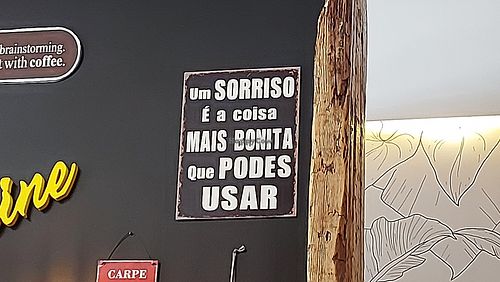 brainstorming.
t with coffee.
Um SORRISO
É a coisa
MAIS BONITA
Que PODES
USAR
rne
CARPE